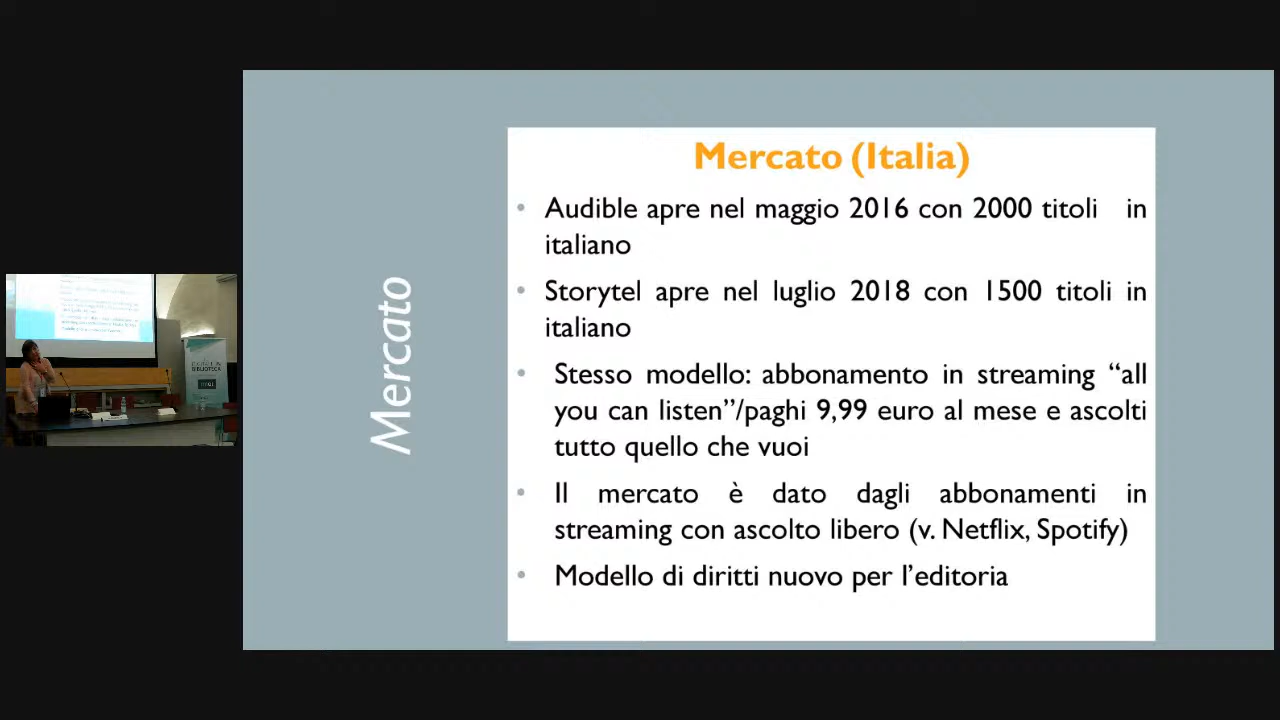 Mercato
Mercato (Italia)
• Audible apre nel maggio 2016 con 2000 titoli in
italiano
• Storytel apre nel luglio 2018 con 1500 titoli in
italiano
• Stesso modello: abbonamento in streaming “all
you can listen”/paghi 9,99 euro al mese e ascolti
tutto quello che vuoi
• Il mercato è dato dagli abbonamenti in
streaming con ascolto libero (v. Netflix, Spotify)
• Modello di diritti nuovo per l’editoria
BIBLIOTECA